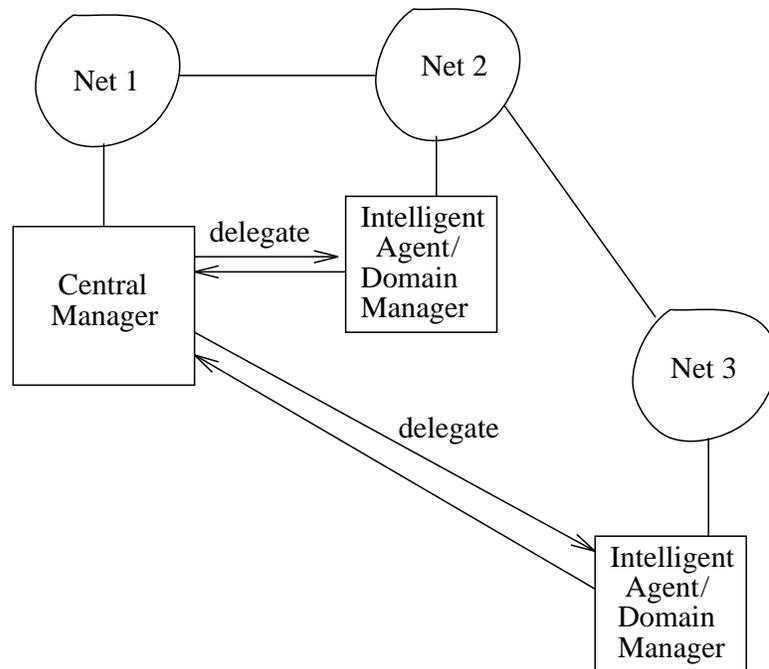 Net 1
Net 2
delegate
Intelligent
Agent/
Domain
Manager
Central
Manager
Net 3
delegate
Intelligent
Agent/
Domain
Manager